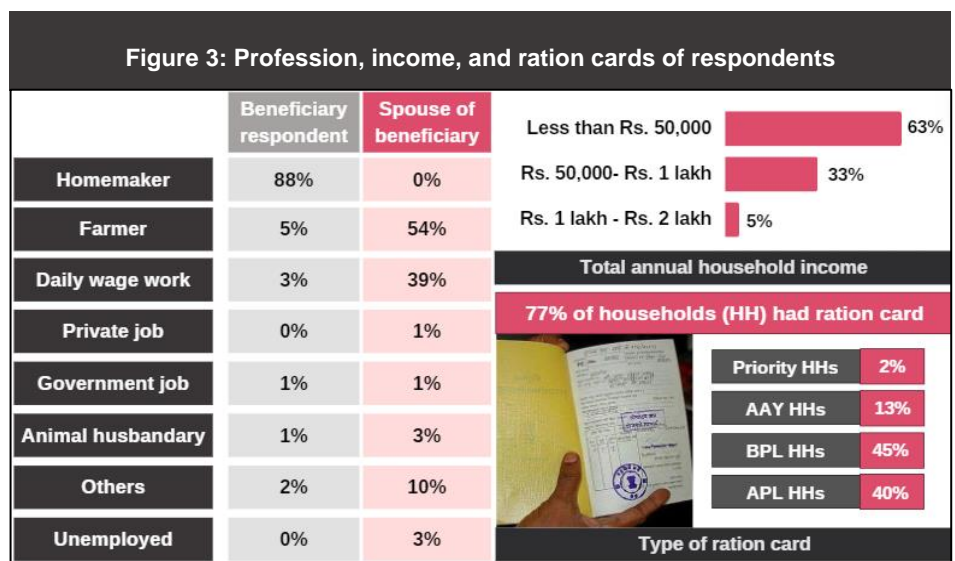 Figure 3: Profession, income, and ration cards of respondents
Beneficiary respondent Spouse of beneficiary
Homemaker 88% 0%
Farmer 5% 54%
Daily wage work 3% 39%
Private job 0% 1%
Government job 1% 1%
Animal husbandary 1% 3%
Others 2% 10%
Unemployed 0% 3%
Less than Rs. 50,000 63%
Rs. 50,000- Rs. 1 lakh 33%
Rs. 1 lakh - Rs. 2 lakh 5%
Total annual household income
77% of households (HH) had ration card
Priority HHs 2%
AAY HHs 13%
BPL HHs 45%
APL HHs 40%
Type of ration card